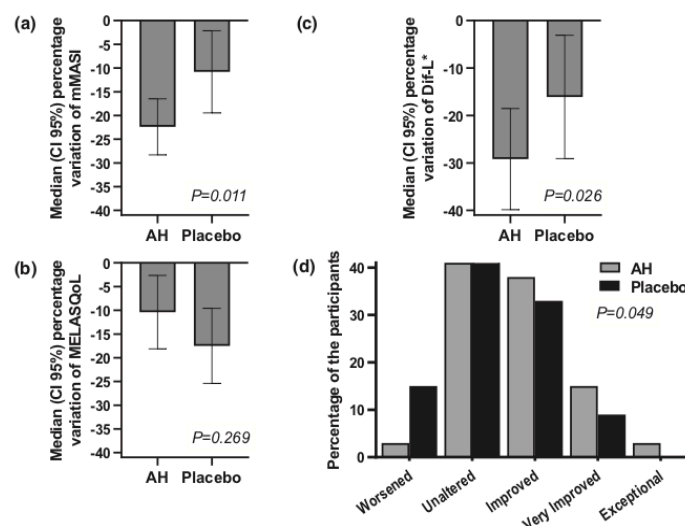 (a)
Median (CI 95%) percentage
variation of mMASI
0
-5
-10
-15
-20
-25
-30
-35
-40
P=0.011
AH Placebo
(c)
Median (CI 95%) percentage
variation of Dif-L*
0
-10
-20
-30
-40
P=0.026
AH Placebo
(b)
Median (CI 95%) percentage
variation of MELASQoL
0
-5
-10
-15
-20
-25
-30
-35
-40
P=0.269
AH Placebo
(d)
Percentage of the participants
40
30
20
10
0
AH
Placebo
P=0.049
Worsened
Unaltered
Improved
Very Improved
Exceptional